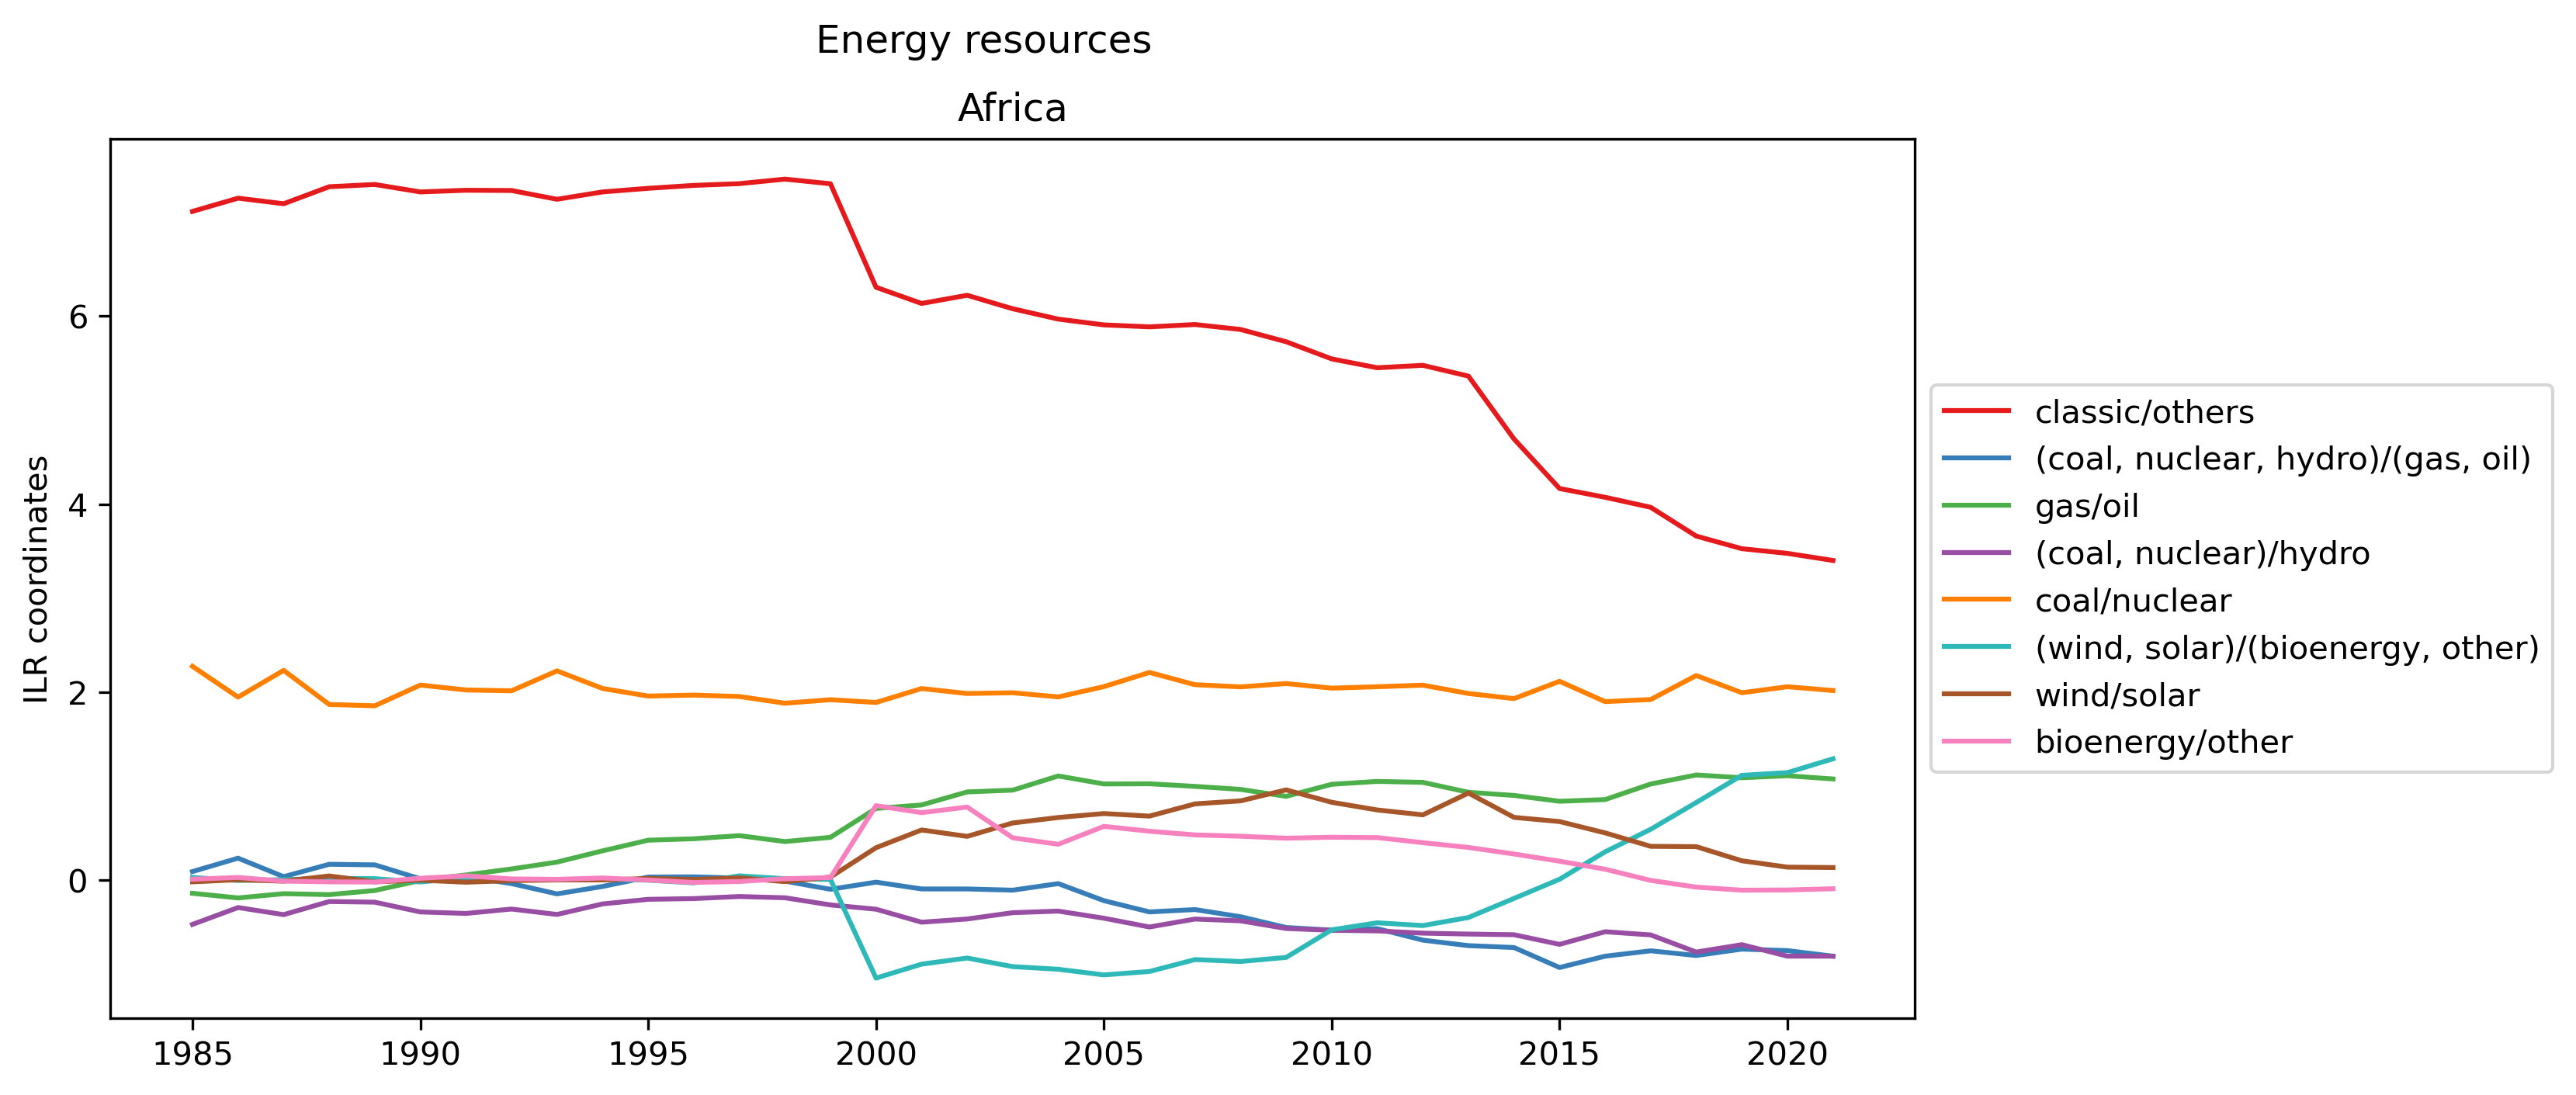 Energy resources
Africa
ILR coordinates
6
4
2
0
1985 1990 1995 2000 2005 2010 2015 2020
classic/others
(coal, nuclear, hydro)/(gas, oil)
gas/oil
(coal, nuclear)/hydro
coal/nuclear
(wind, solar)/(bioenergy, other)
wind/solar
bioenergy/other